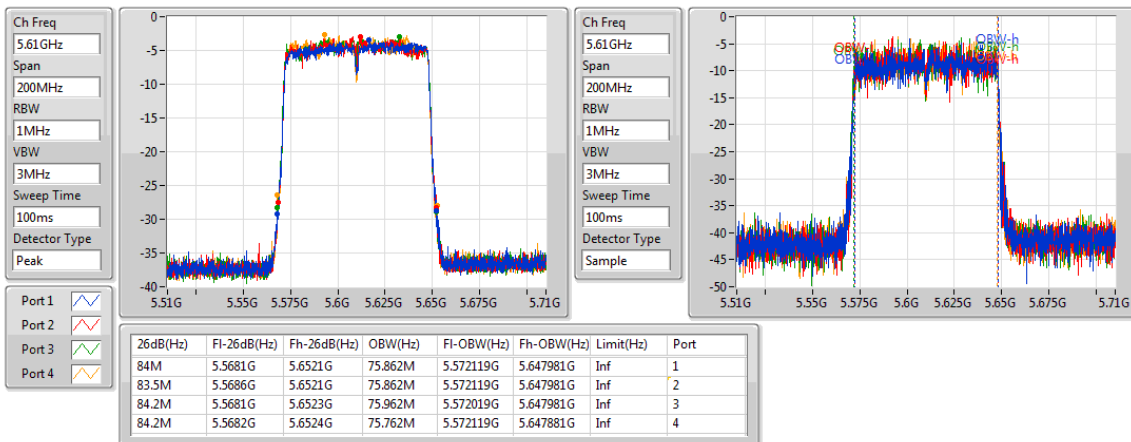 Ch Freq
5.61GHz
Span
200MHz
RBW
1MHz
VBW
3MHz
Sweep Time
100ms
Detector Type
Peak
0
-5
-10
-15
-20
-25
-30
-35
-40
5.51G 5.55G 5.575G 5.6G 5.625G 5.65G 5.675G 5.71G
Ch Freq
5.61GHz
Span
200MHz
RBW
1MHz
VBW
3MHz
Sweep Time
100ms
Detector Type
Sample
0
-5
-10
-15
-20
-25
-30
-35
-40
-45
-50
OBW-h
OBW-h
OBW-h
OBW-h
5.51G 5.55G 5.575G 5.6G 5.625G 5.65G 5.675G 5.71G
Port 1
Port 2
Port 3
Port 4
26dB(Hz) Fl-26dB(Hz) Fh-26dB(Hz) OBW(Hz) Fl-OBW(Hz) Fh-OBW(Hz) Limit(Hz) Port
84M 5.5681G 5.6521G 75.862M 5.572119G 5.647981G Inf 1
83.5M 5.5686G 5.6521G 75.862M 5.572119G 5.647981G Inf 2
84.2M 5.5681G 5.6523G 75.962M 5.572019G 5.647981G Inf 3
84.2M 5.5682G 5.6524G 75.762M 5.572119G 5.647881G Inf 4